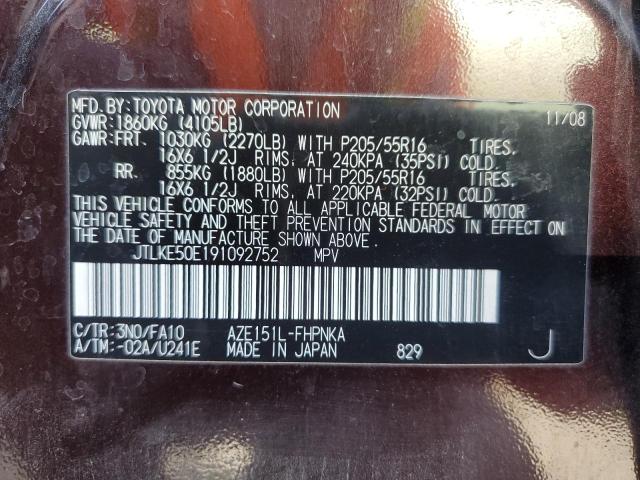 MFD.BY:TOYOTA MOTOR CORPORATION 11/08
GVWR:1860KG (4105LB)
GAWR:FRT. 1030KG (2270LB) WITH P205/55R16 TIRES.
16X6 1/2J RIMS. AT 240KPA (35PSI) COLD.
RR. 855KG (1880LB) WITH P205/55R16 TIRES.
16X6 1/2J RIMS. AT 220KPA (32PSI) COLD.
THIS VEHICLE CONFORMS TO ALL APPLICABLE FEDERAL MOTOR
VEHICLE SAFETY AND THEFT PREVENTION STANDARDS IN EFFECT ON
THE DATE OF MANUFACTURE SHOWN ABOVE.
JTLKE50E191092752 MPV
C/TR:3N0/FA10 AZE151L-FHPNKA
A/TM:-02A/U241E MADE IN JAPAN 829 J